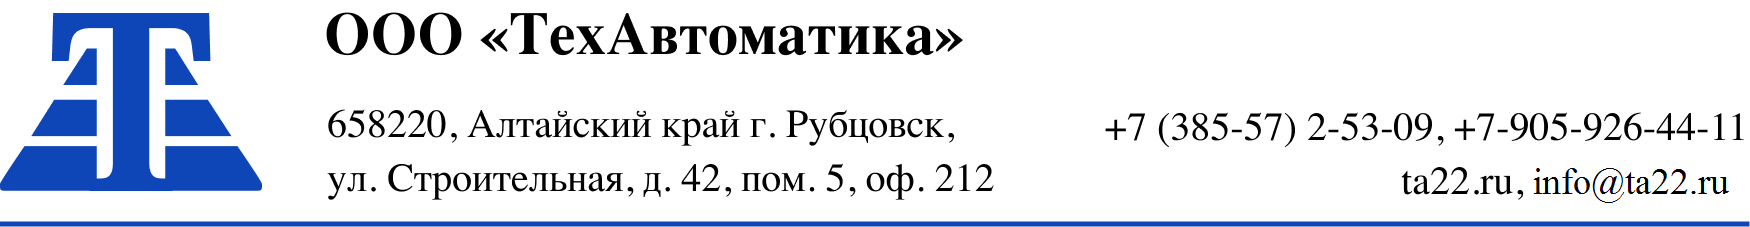 ООО «ТехАвтоматика»
658220, Алтайский край г. Рубцовск,
ул. Строительная, д. 42, пом. 5, оф. 212
+7 (385-57) 2-53-09, +7-905-926-44-11
ta22.ru, info@ta22.ru